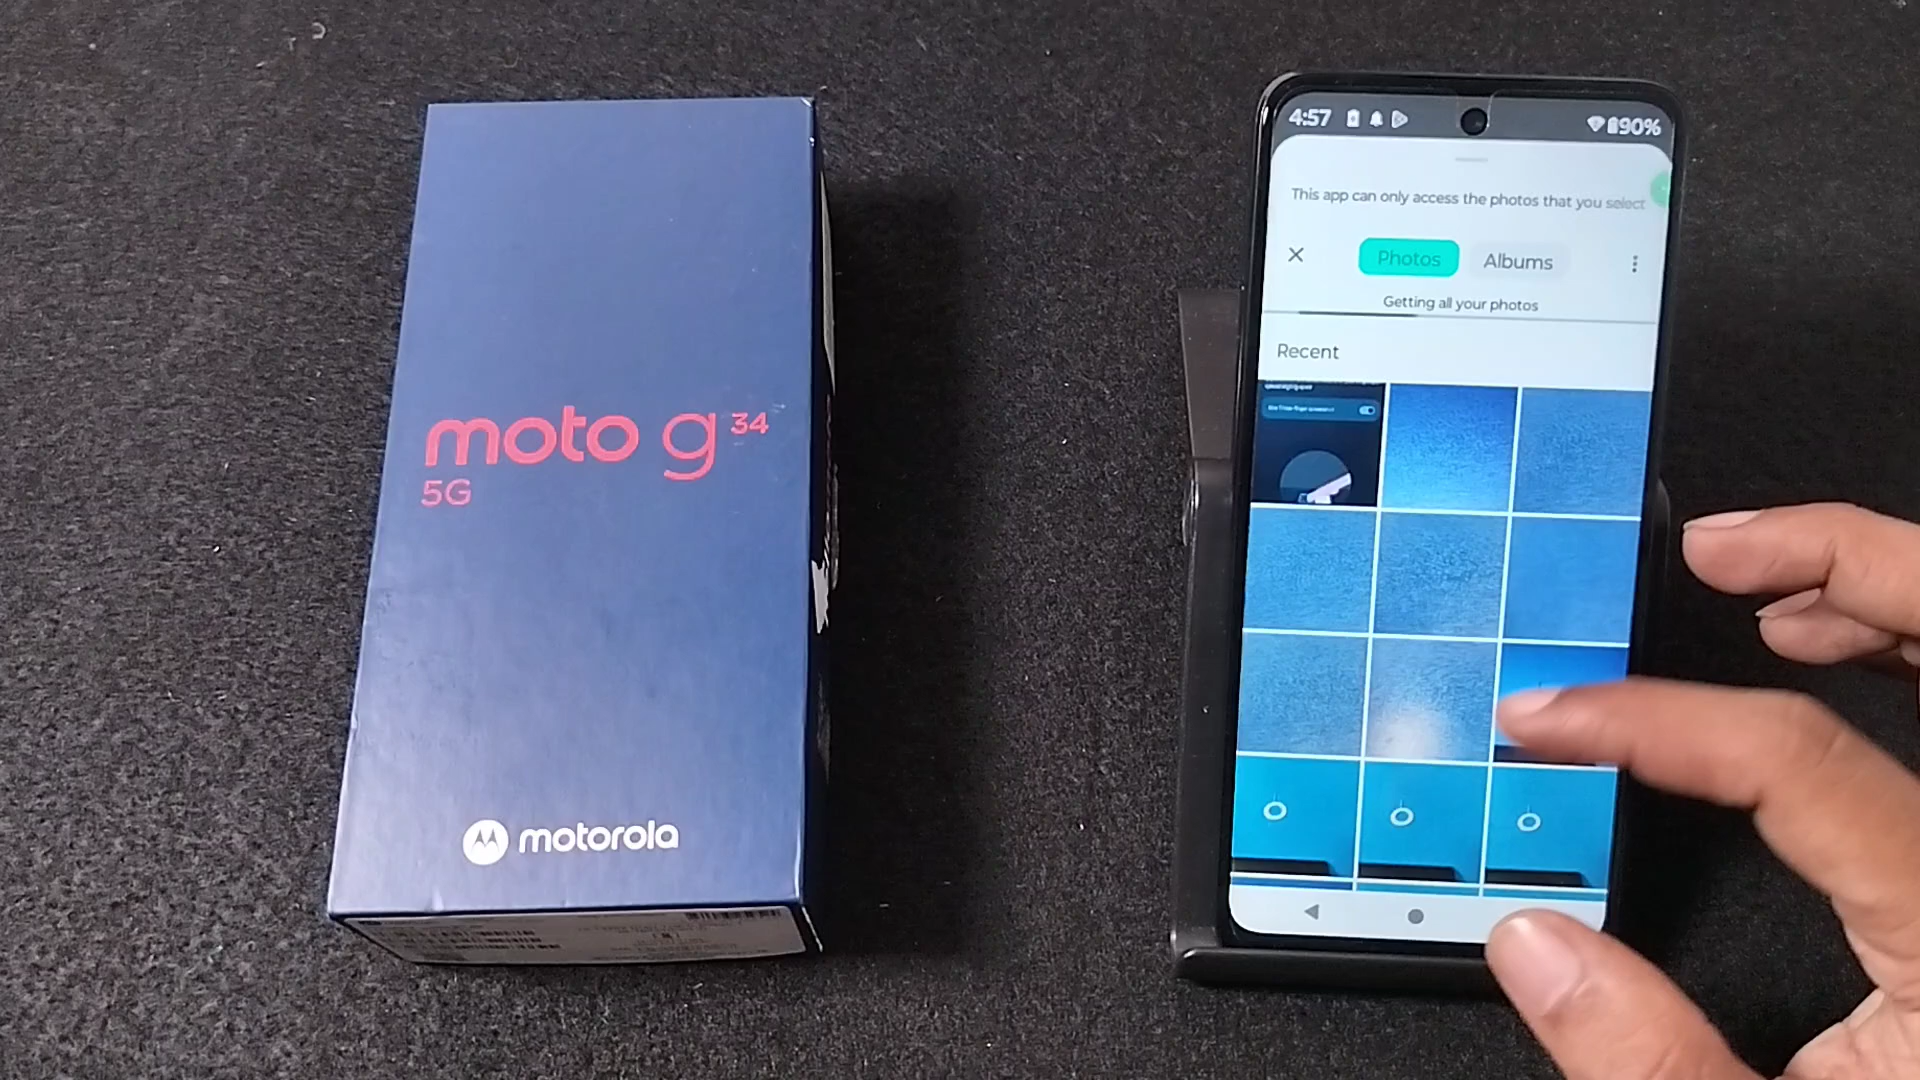 moto g 34
5G
motorola
4:57
90%
This app can only access the photos that you select
Photos
Albums
Getting all your photos
Recent